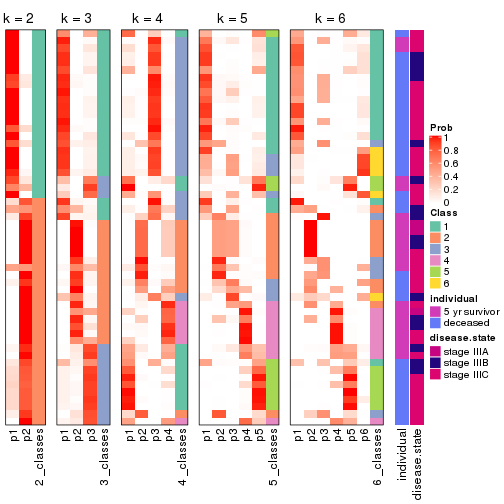 k = 2 k = 3 k = 4 k = 5 k = 6
Prob
1
0.8
0.6
0.4
0.2
0
Class
1
2
3
4
5
6
individual
5 yr survivor
deceased
disease.state
stage IIIA
stage IIIB
stage IIIC
p1 p2 2_classes p1 p2 p3 3_classes p1 p2 p3 p4 4_classes p1 p2 p3 p4 p5 5_classes p1 p2 p3 p4 p5 p6 6_classes individual disease.state